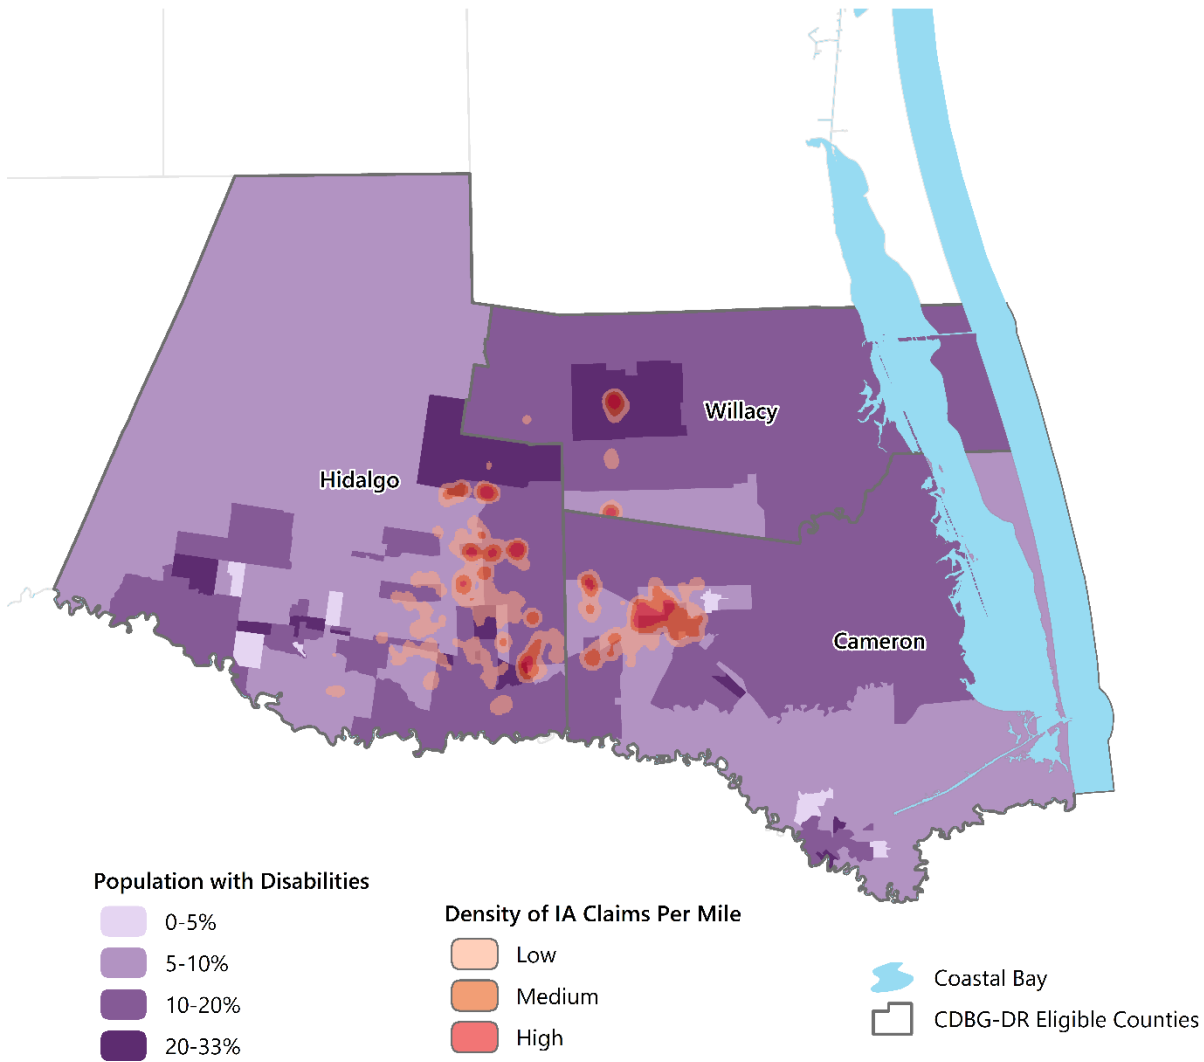 Willacy
Hidalgo
Cameron
Population with Disabilities
0-5%
5-10%
10-20%
20-33%
Density of IA Claims Per Mile
Low
Medium
High
Coastal Bay
CDBG-DR Eligible Counties